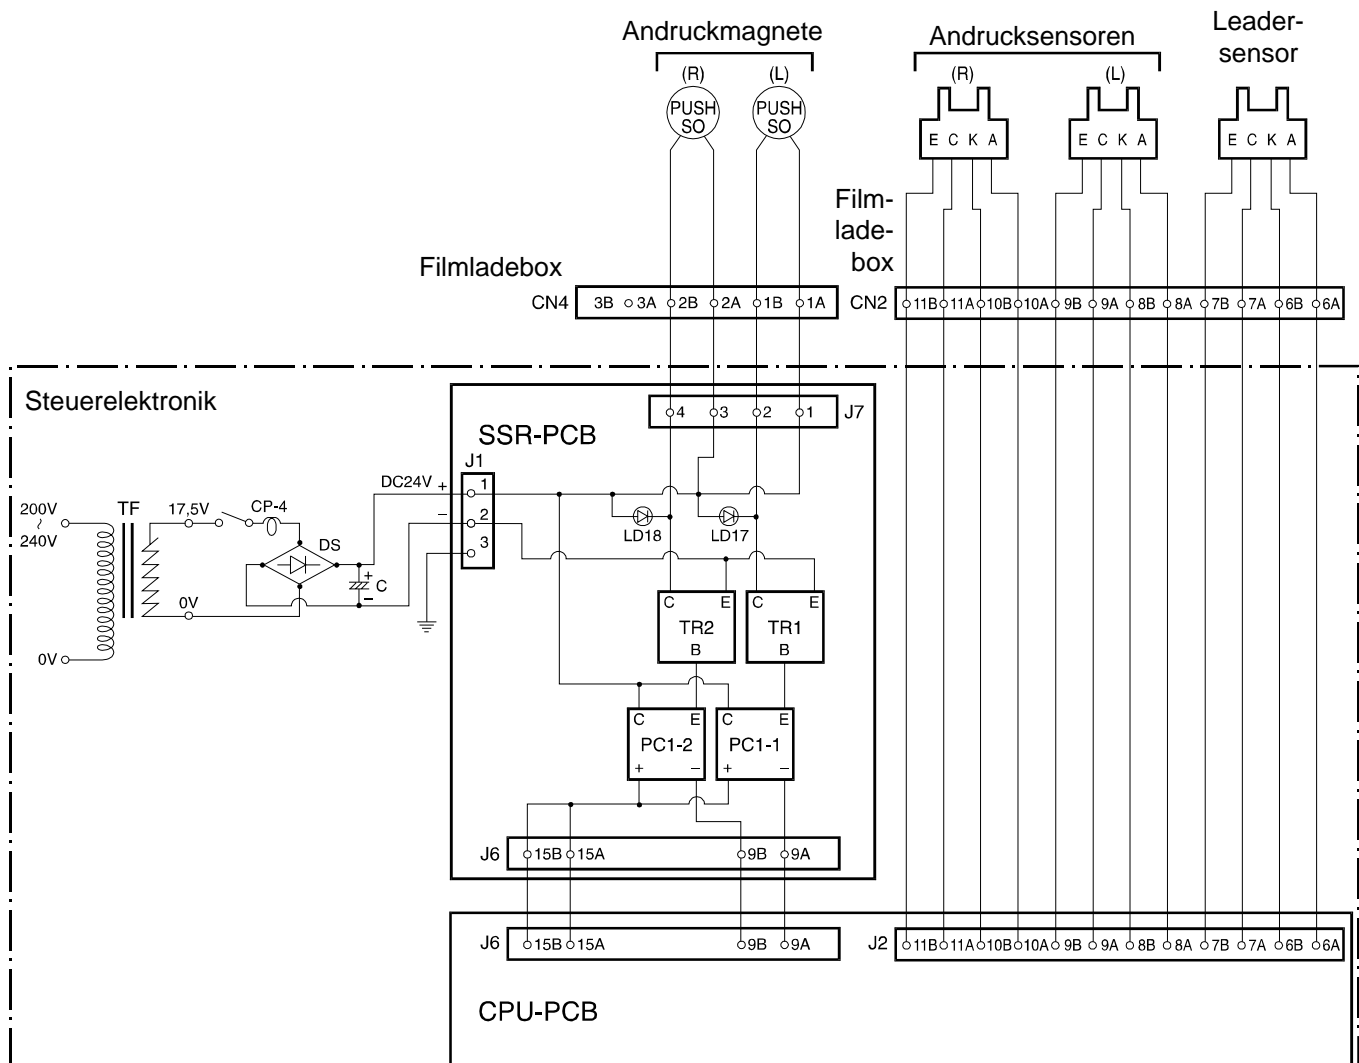 Andruckmagnete
Andrucksensoren
Leader-
sensor
(R)
(L)
(R)
(L)
PUSH
SO
PUSH
SO
E C K A
E C K A
E C K A
Film-
lade-
box
Filmladebox
CN4
3B 3A 2B 2A 1B 1A
CN2
11B 11A 10B 10A 9B 9A 8B 8A 7B 7A 6B 6A
Steuerelektronik
4 3 2 1
J7
SSR-PCB
J1
DC24V + 1
− 2
3
200V
~
240V
TF
17,5V
CP-4
DS
+
C
−
0V
0V
LD18
LD17
C E
TR2
B
C E
TR1
B
C E
PC1-2
+ −
C E
PC1-1
+ −
J6
15B 15A 9B 9A
J6
15B 15A 9B 9A
J2
11B 11A 10B 10A 9B 9A 8B 8A 7B 7A 6B 6A
CPU-PCB